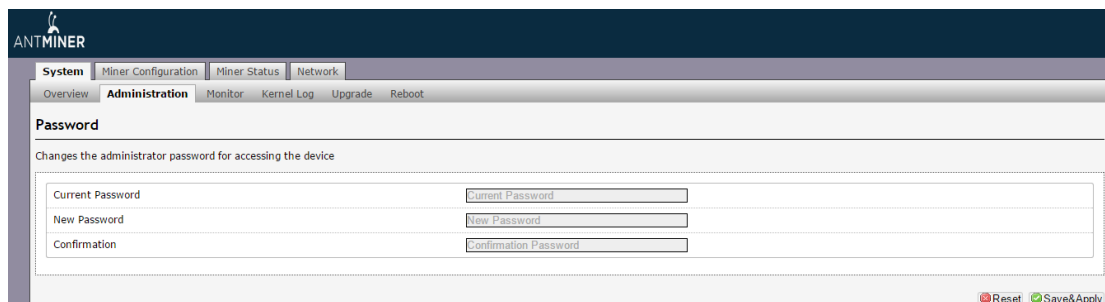 ANTMINER
System Miner Configuration Miner Status Network
Overview Administration Monitor Kernel Log Upgrade Reboot
Password
Changes the administrator password for accessing the device
Current Password Current Password
New Password New Password
Confirmation Confirmation Password
Reset Save&Apply